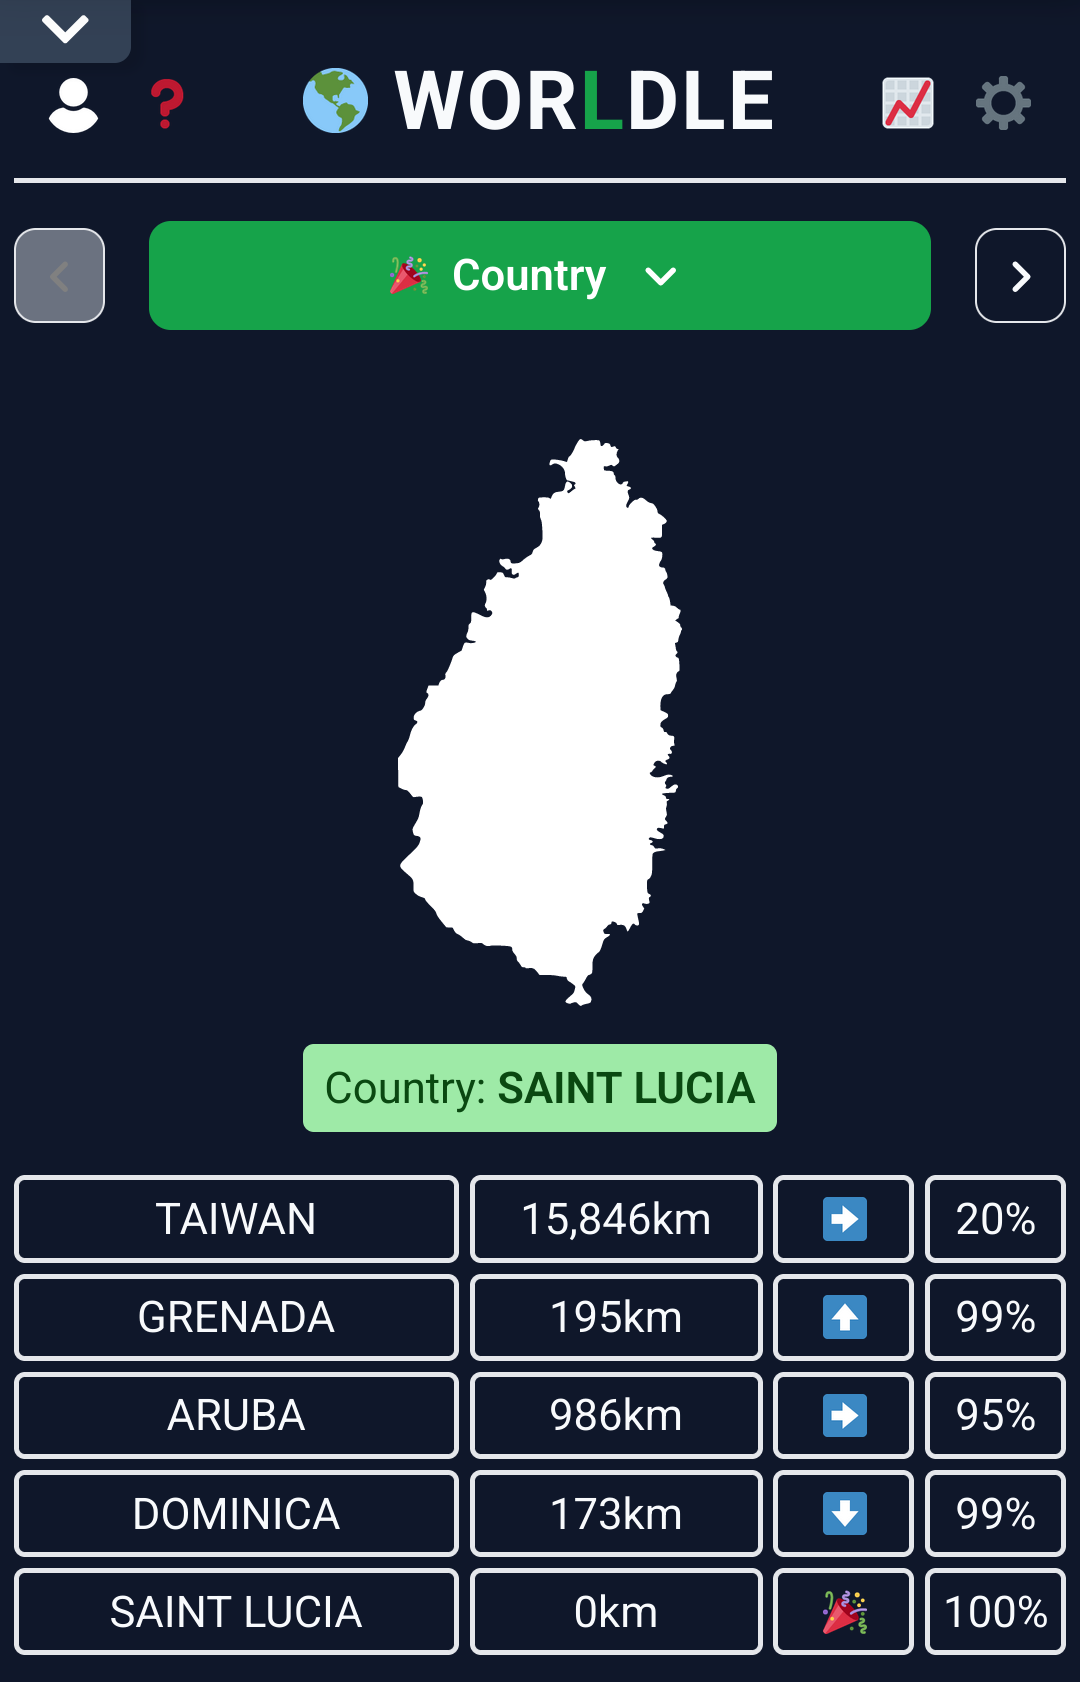 WORLDLE
Country
Country: SAINT LUCIA
TAIWAN 15,846km 20%
GRENADA 195km 99%
ARUBA 986km 95%
DOMINICA 173km 99%
SAINT LUCIA 0km 100%